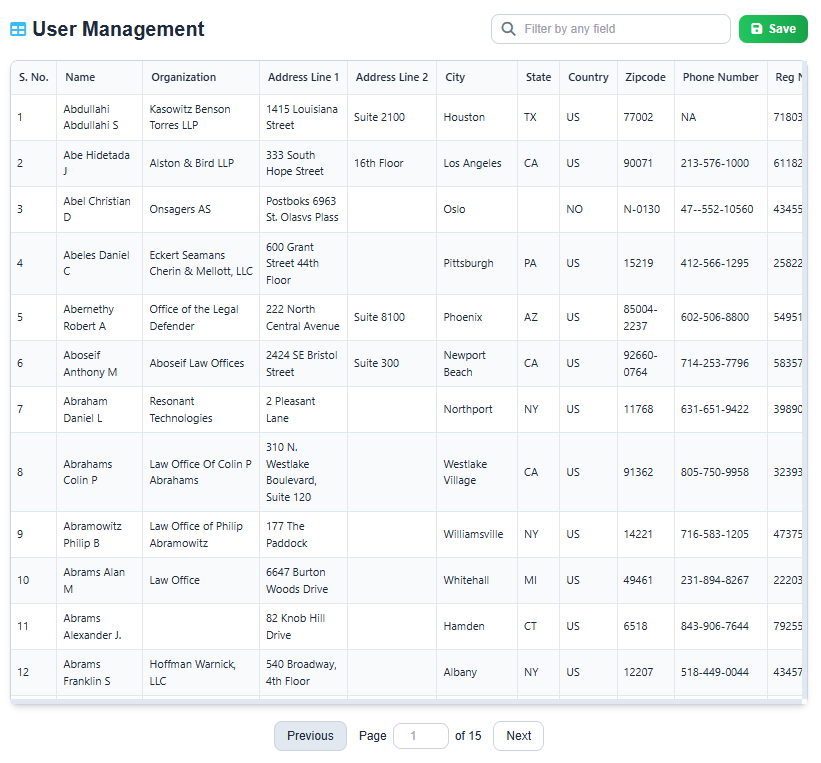 User Management
Filter by any field
Save
S. No. Name Organization Address Line 1 Address Line 2 City State Country Zipcode Phone Number Reg N
1 Abdullahi Abdullahi S Kasowitz Benson Torres LLP 1415 Louisiana Street Suite 2100 Houston TX US 77002 NA 71803
2 Abe Hidetada J Alston & Bird LLP 333 South Hope Street 16th Floor Los Angeles CA US 90071 213-576-1000 61182
3 Abel Christian D Onsagers AS Postboks 6963 St. Olasvs Plass Oslo NO N-0130 47--552-10560 43455
4 Abeles Daniel C Eckert Seamans Cherin & Mellott, LLC 600 Grant Street 44th Floor Pittsburgh PA US 15219 412-566-1295 25822
5 Abernethy Robert A Office of the Legal Defender 222 North Central Avenue Suite 8100 Phoenix AZ US 85004-2237 602-506-8800 54951
6 Aboseif Anthony M Aboseif Law Offices 2424 SE Bristol Street Suite 300 Newport Beach CA US 92660-0764 714-253-7796 58357
7 Abraham Daniel L Resonant Technologies 2 Pleasant Lane Northport NY US 11768 631-651-9422 39890
8 Abrahams Colin P Law Office Of Colin P Abrahams 310 N. Westlake Boulevard, Suite 120 Westlake Village CA US 91362 805-750-9958 32393
9 Abramowitz Philip B Law Office of Philip Abramowitz 177 The Paddock Williamsville NY US 14221 716-583-1205 47375
10 Abrams Alan M Law Office 6647 Burton Woods Drive Whitehall MI US 49461 231-894-8267 22203
11 Abrams Alexander J. 82 Knob Hill Drive Hamden CT US 6518 843-906-7644 79255
12 Abrams Franklin S Hoffman Warnick, LLC 540 Broadway, 4th Floor Albany NY US 12207 518-449-0044 43457
Previous Page 1 of 15 Next